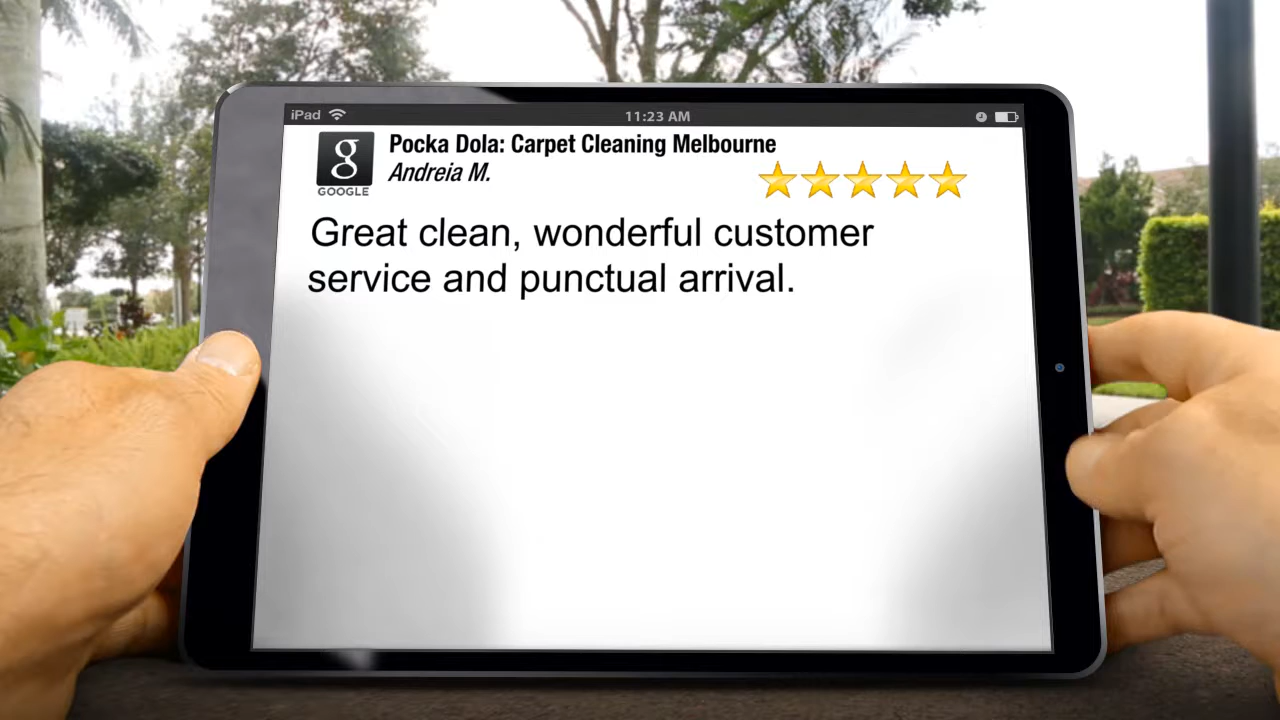 iPad
11:23 AM
g
GOOGLE
Pocka Dola: Carpet Cleaning Melbourne
Andreia M.
Great clean, wonderful customer
service and punctual arrival.